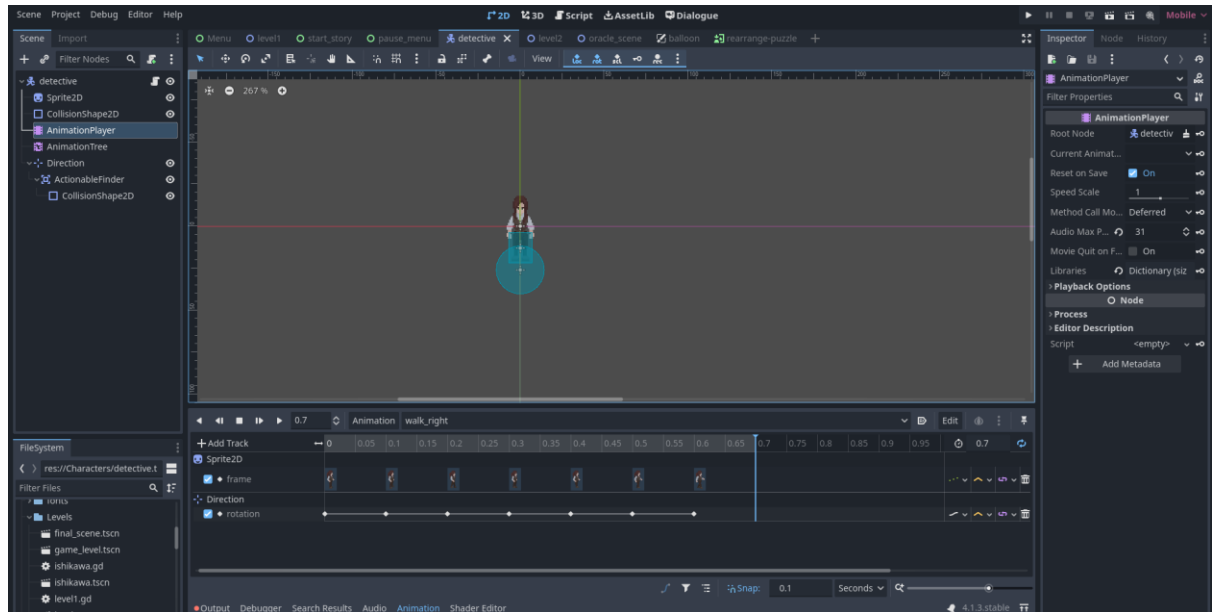 Scene Project Debug Editor Help
2D 3D Script AssetLib Dialogue
Mobile
Scene Import
Menu level1 start_story pause_menu detective level2 oracle_scene balloon rearrange-puzzle
Inspector Node History
Filter Nodes
View
detective
Sprite2D
CollisionShape2D
AnimationPlayer
AnimationTree
Direction
ActionableFinder
CollisionShape2D
267 %
AnimationPlayer
Filter Properties
AnimationPlayer
Root Node detectiv
Current Animat...
Reset on Save On
Speed Scale 1
Method Call Mo... Deferred
Audio Max P... 31
Movie Quit on F... On
Libraries Dictionary (siz
Playback Options
Node
Process
Editor Description
Script <empty>
Add Metadata
0.7 Animation walk_right Edit
Add Track 0 0.05 0.1 0.15 0.2 0.25 0.3 0.35 0.4 0.45 0.5 0.55 0.6 0.65 0.7 0.75 0.8 0.85 0.9 0.95 0.7
Sprite2D
frame
Direction
rotation
Snap: 0.1 Seconds
FileSystem
res://Characters/detective.t
Filter Files
fonts
Levels
final_scene.tscn
game_level.tscn
ishikawa.gd
ishikawa.tscn
level1.gd
Output Debugger Search Results Audio Animation Shader Editor
4.1.3.stable